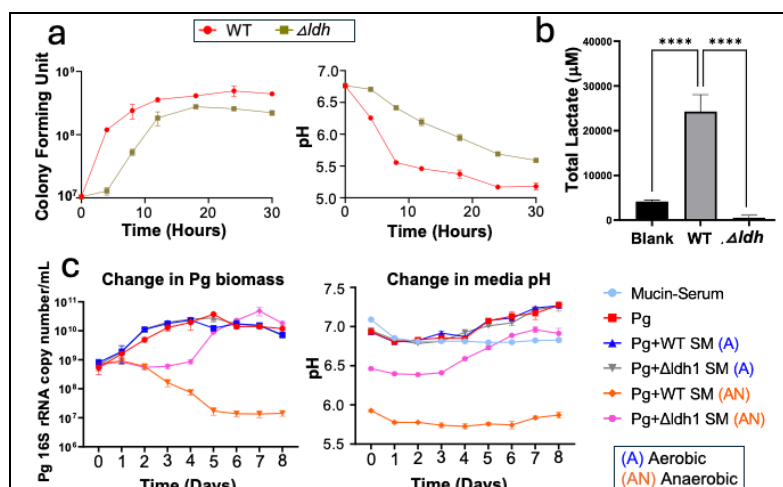 a
WT
Δldh
Colony Forming Unit
10⁹
10⁸
10⁷
0
10
20
30
Time (Hours)
pH
7.0
6.5
6.0
5.5
5.0
0
10
20
30
Time (Hours)
b
****
****
Total Lactate (μM)
40000
30000
20000
10000
0
Blank
WT
Δldh
c
Change in Pg biomass
Pg 16S rRNA copy number/mL
10¹¹
10¹⁰
10⁹
10⁸
10⁷
10⁶
0 1 2 3 4 5 6 7 8
Time (Days)
Change in media pH
pH
7.5
7.0
6.5
6.0
5.5
0 1 2 3 4 5 6 7 8
Time (Days)
Mucin-Serum
Pg
Pg+WT SM (A)
Pg+Δldh1 SM (A)
Pg+WT SM (AN)
Pg+Δldh1 SM (AN)
(A) Aerobic
(AN) Anaerobic